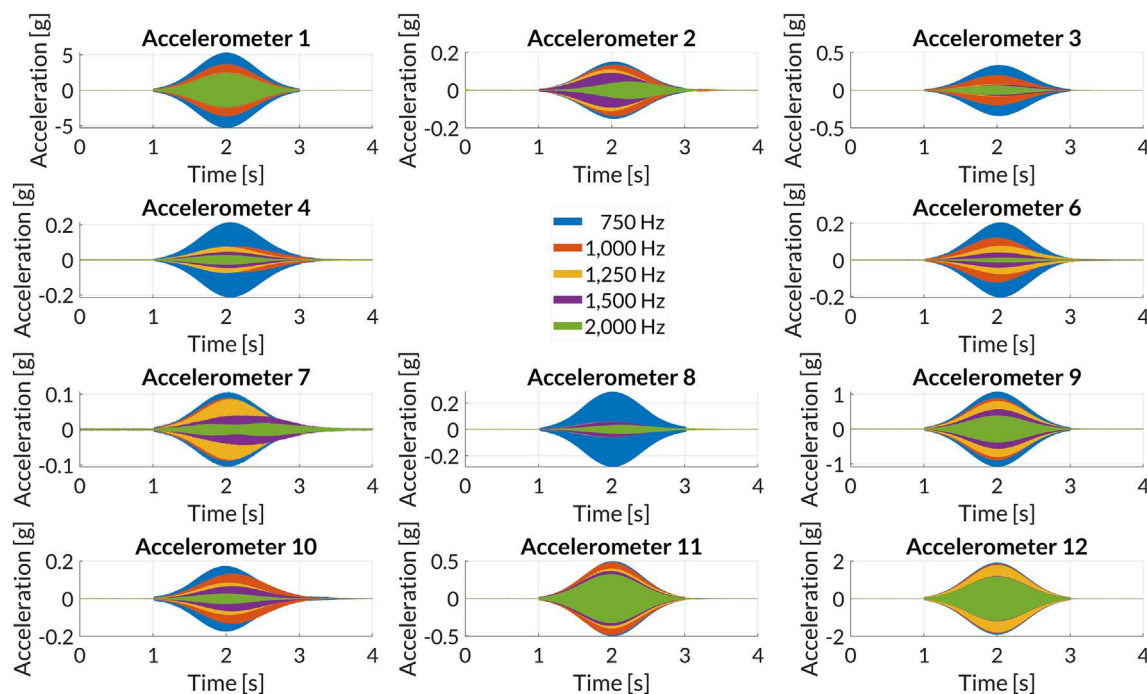 Accelerometer 1
Acceleration [g]
5
0
-5
0 1 2 3 4
Time [s]
Accelerometer 2
Acceleration [g]
0.2
0
-0.2
0 1 2 3 4
Time [s]
Accelerometer 3
Acceleration [g]
0.5
0
-0.5
0 1 2 3 4
Time [s]
Accelerometer 4
Acceleration [g]
0.2
0
-0.2
0 1 2 3 4
Time [s]
750 Hz
1,000 Hz
1,250 Hz
1,500 Hz
2,000 Hz
Accelerometer 6
Acceleration [g]
0.2
0
-0.2
0 1 2 3 4
Time [s]
Accelerometer 7
Acceleration [g]
0.1
0
-0.1
0 1 2 3 4
Time [s]
Accelerometer 8
Acceleration [g]
0.2
0
-0.2
0 1 2 3 4
Time [s]
Accelerometer 9
Acceleration [g]
1
0
-1
0 1 2 3 4
Time [s]
Accelerometer 10
Acceleration [g]
0.2
0
-0.2
0 1 2 3 4
Time [s]
Accelerometer 11
Acceleration [g]
0.5
0
-0.5
0 1 2 3 4
Time [s]
Accelerometer 12
Acceleration [g]
2
0
-2
0 1 2 3 4
Time [s]